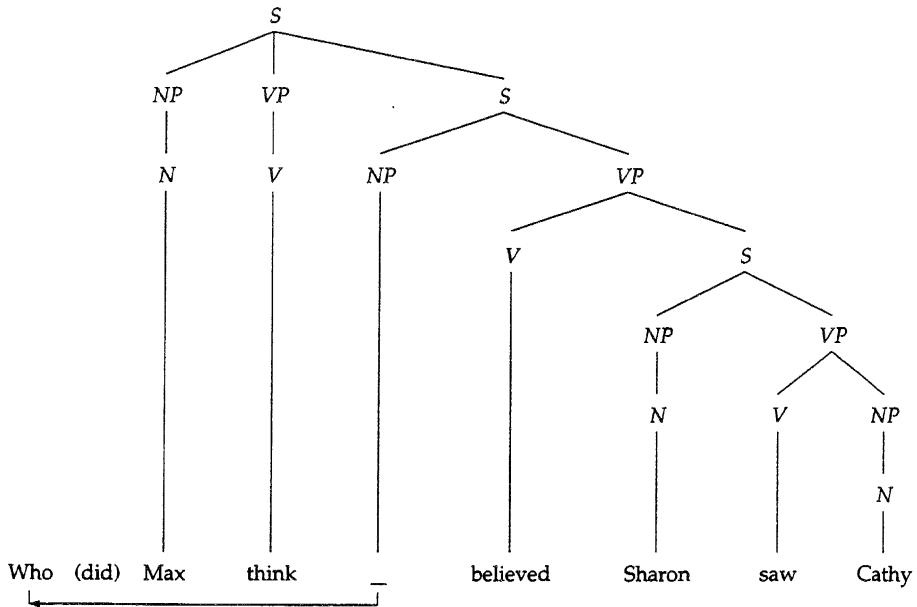 S
NP VP S
N V NP VP
V S
NP VP
N V NP
N
Who (did) Max think _ believed Sharon saw Cathy